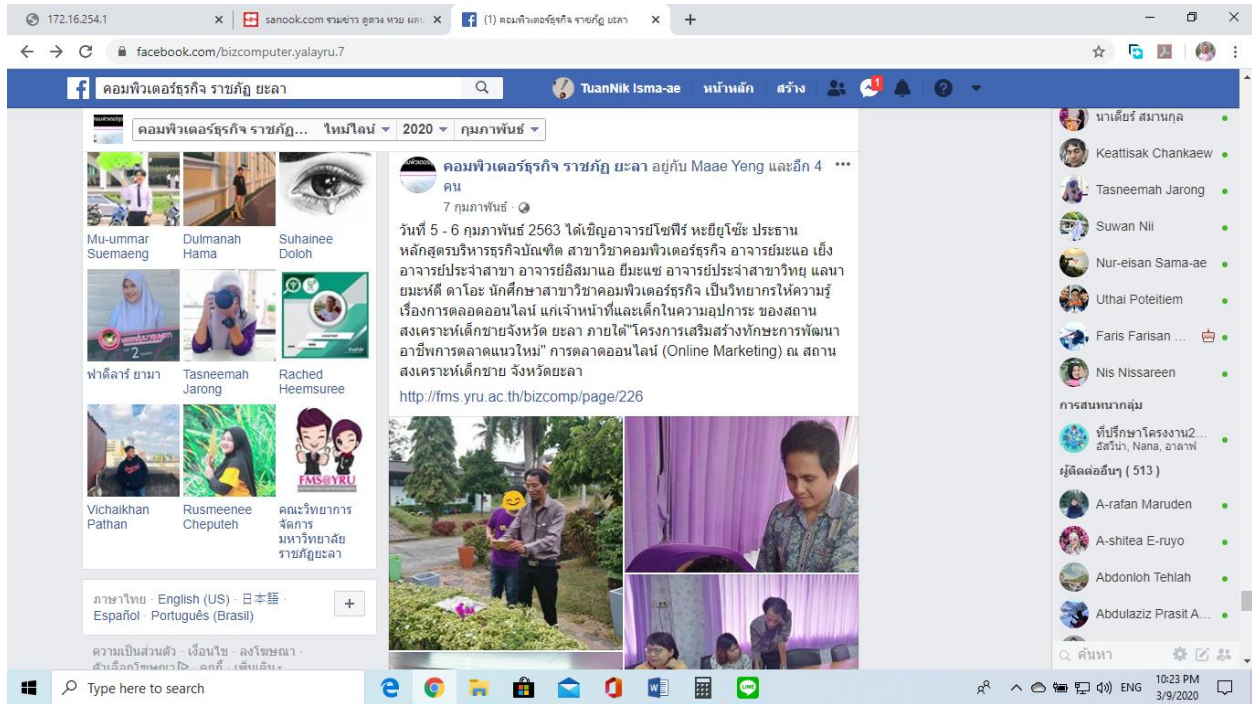 172.16.254.1
sanook.com รวมข่าว ดูดวง หวย ผลบ
(1) คอมพิวเตอร์ธุรกิจ ราชภัฏ ยะลา
facebook.com/bizcomputer.yalayru.7
คอมพิวเตอร์ธุรกิจ ราชภัฏ ยะลา
TuanNik Isma-ae หน้าหลัก สร้าง 1
คอมพิวเตอร์ธุรกิจ ราชภัฏ... ไทม์ไลน์ 2020 กุมภาพันธ์
Mu-ummar Suemaeng
Dulmanah Hama
Suhainee Doloh
ฟาดีลาร์ ยามา
Tasneemah Jarong
Rached Heemsuree
FMS@YRU
Vichaikhan Pathan
Rusmeenee Cheputeh
คณะวิทยาการ
จัดการ
มหาวิทยาลัย
ราชภัฏยะลา
ภาษาไทย · English (US) · 日本語 ·
Español · Português (Brasil)
ความเป็นส่วนตัว · เงื่อนไข · ลงโฆษณา ·
ตัวเลือกโฆษณา · คุกกี้ · เพิ่มเติม
คอมพิวเตอร์ธุรกิจ ราชภัฏ ยะลา อยู่กับ Maae Yeng และอีก 4
คน
7 กุมภาพันธ์ ·
วันที่ 5 - 6 กุมภาพันธ์ 2563 ได้เชิญอาจารย์โซฟีร์ หะยียูโซ๊ะ ประธาน
หลักสูตรบริหารธุรกิจบัณฑิต สาขาวิชาคอมพิวเตอร์ธุรกิจ อาจารย์มะแอ เย็ง
อาจารย์ประจำสาขา อาจารย์อิสมาแอ ยีมะแซ อาจารย์ประจำสาขาวิทยุ แลนา
ยมะห์ดี ดาโอะ นักศึกษาสาขาวิชาคอมพิวเตอร์ธุรกิจ เป็นวิทยากรให้ความรู้
เรื่องการตลอดออนไลน์ แก่เจ้าหน้าที่และเด็กในความอุปการะ ของสถาน
สงเคราะห์เด็กชายจังหวัด ยะลา ภายใต้"โครงการเสริมสร้างทักษะการพัฒนา
อาชีพการตลาดแนวใหม่" การตลาดออนไลน์ (Online Marketing) ณ สถาน
สงเคราะห์เด็กชาย จังหวัดยะลา
http://fms.yru.ac.th/bizcomp/page/226
นาเดียร์ สมานกุล
Keattisak Chankaew
Tasneemah Jarong
Suwan Nii
Nur-eisan Sama-ae
Uthai Poteitiem
Faris Farisan ...
Nis Nissareen
การสนทนากลุ่ม
ที่ปรึกษาโครงงาน2...
อัสวีน่า, Nana, อาลาฟ
ผู้ติดต่ออื่นๆ ( 513 )
A-rafan Maruden
A-shitea E-ruyo
Abdonloh Tehlah
Abdulaziz Prasit A...
ค้นหา
Type here to search
ENG
10:23 PM
3/9/2020